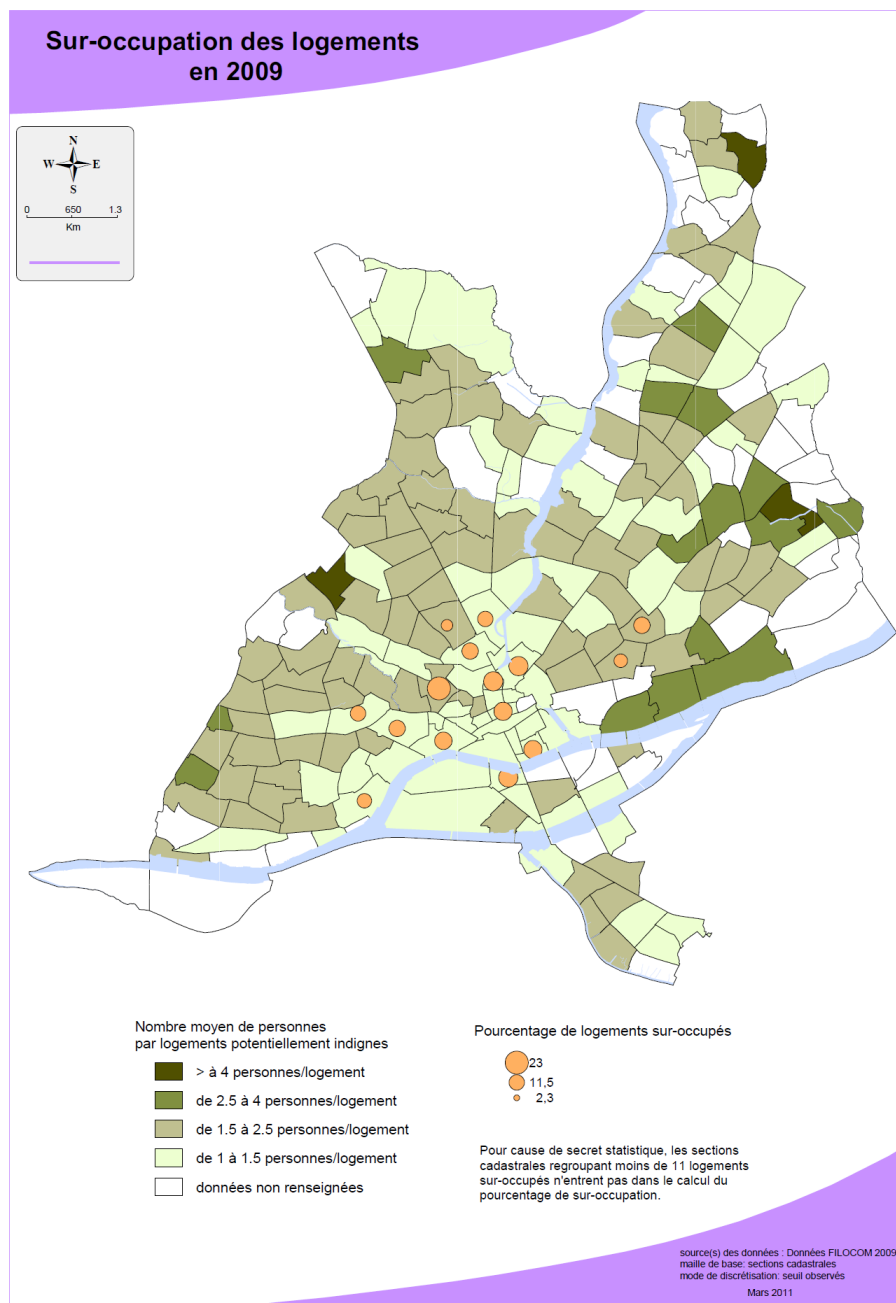 Sur-occupation des logements
en 2009
N
W E
S
0 650 1.3
Km
Nombre moyen de personnes
par logements potentiellement indignes
> à 4 personnes/logement
de 2.5 à 4 personnes/logement
de 1.5 à 2.5 personnes/logement
de 1 à 1.5 personnes/logement
données non renseignées
Pourcentage de logements sur-occupés
23
11,5
2,3
Pour cause de secret statistique, les sections
cadastrales regroupant moins de 11 logements
sur-occupés n'entrent pas dans le calcul du
pourcentage de sur-occupation.
source(s) des données : Données FILOCOM 2009
maille de base: sections cadastrales
mode de discrétisation: seuil observés
Mars 2011